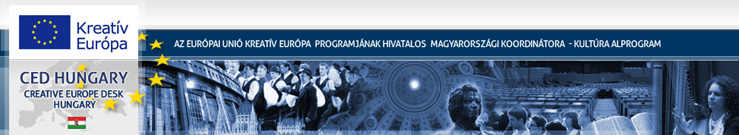 Kreatív
Európa
AZ EURÓPAI UNIÓ KREATÍV EURÓPA PROGRAMJÁNAK HIVATALOS MAGYARORSZÁGI KOORDINÁTORA - KULTÚRA ALPROGRAM
CED HUNGARY
CREATIVE EUROPE DESK
HUNGARY